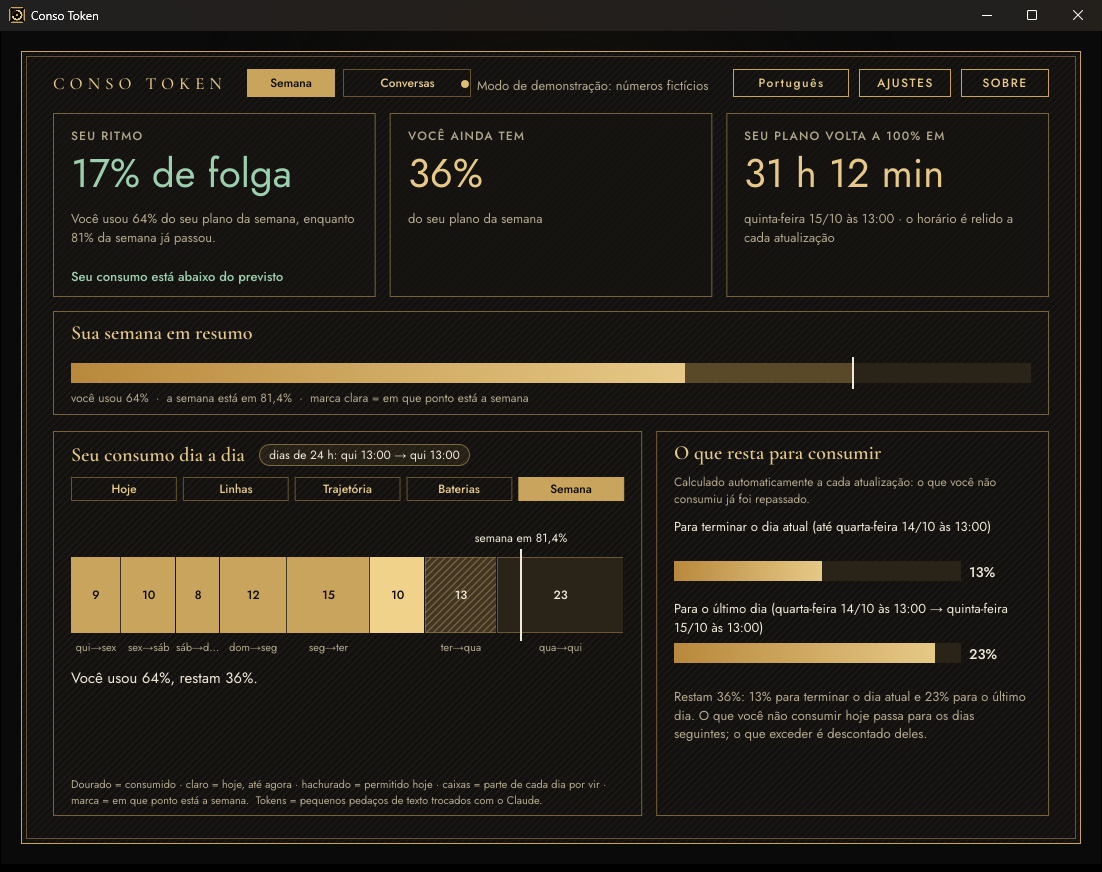 Conso Token
CONSO TOKEN
Semana
Conversas
Modo de demonstração: números fictícios
Português
AJUSTES
SOBRE
SEU RITMO
17% de folga
Você usou 64% do seu plano da semana, enquanto
81% da semana já passou.
Seu consumo está abaixo do previsto
VOCÊ AINDA TEM
36%
do seu plano da semana
SEU PLANO VOLTA A 100% EM
31 h 12 min
quinta-feira 15/10 às 13:00 · o horário é relido a
cada atualização
Sua semana em resumo
você usou 64% · a semana está em 81,4% · marca clara = em que ponto está a semana
Seu consumo dia a dia
dias de 24 h: qui 13:00 → qui 13:00
Hoje
Linhas
Trajetória
Baterias
Semana
semana em 81,4%
9 10 8 12 15 10 13 23
qui→sex sex→sáb sáb→d... dom→seg seg→ter ter→qua qua→qui
Você usou 64%, restam 36%.
Dourado = consumido · claro = hoje, até agora · hachurado = permitido hoje · caixas = parte de cada dia por vir ·
marca = em que ponto está a semana. Tokens = pequenos pedaços de texto trocados com o Claude.
O que resta para consumir
Calculado automaticamente a cada atualização: o que você não
consumiu já foi repassado.
Para terminar o dia atual (até quarta-feira 14/10 às 13:00)
13%
Para o último dia (quarta-feira 14/10 às 13:00 → quinta-feira
15/10 às 13:00)
23%
Restam 36%: 13% para terminar o dia atual e 23% para o último
dia. O que você não consumir hoje passa para os dias
seguintes; o que exceder é descontado deles.